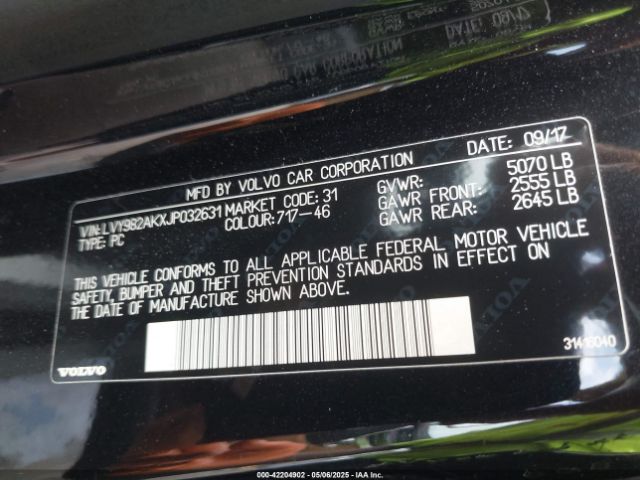 MFD BY VOLVO CAR CORPORATION DATE: 09/17
VIN: LVY982AKXJP032631 MARKET CODE: 31 GVWR: 5070 LB
TYPE: PC COLOUR: 717-46 GAWR FRONT: 2555 LB
GAWR REAR: 2645 LB
THIS VEHICLE CONFORMS TO ALL APPLICABLE FEDERAL MOTOR VEHICLE
SAFETY, BUMPER AND THEFT PREVENTION STANDARDS IN EFFECT ON
THE DATE OF MANUFACTURE SHOWN ABOVE.
VOLVO 31416040
000-42204902 - 05/06/2025 - IAAI.COM